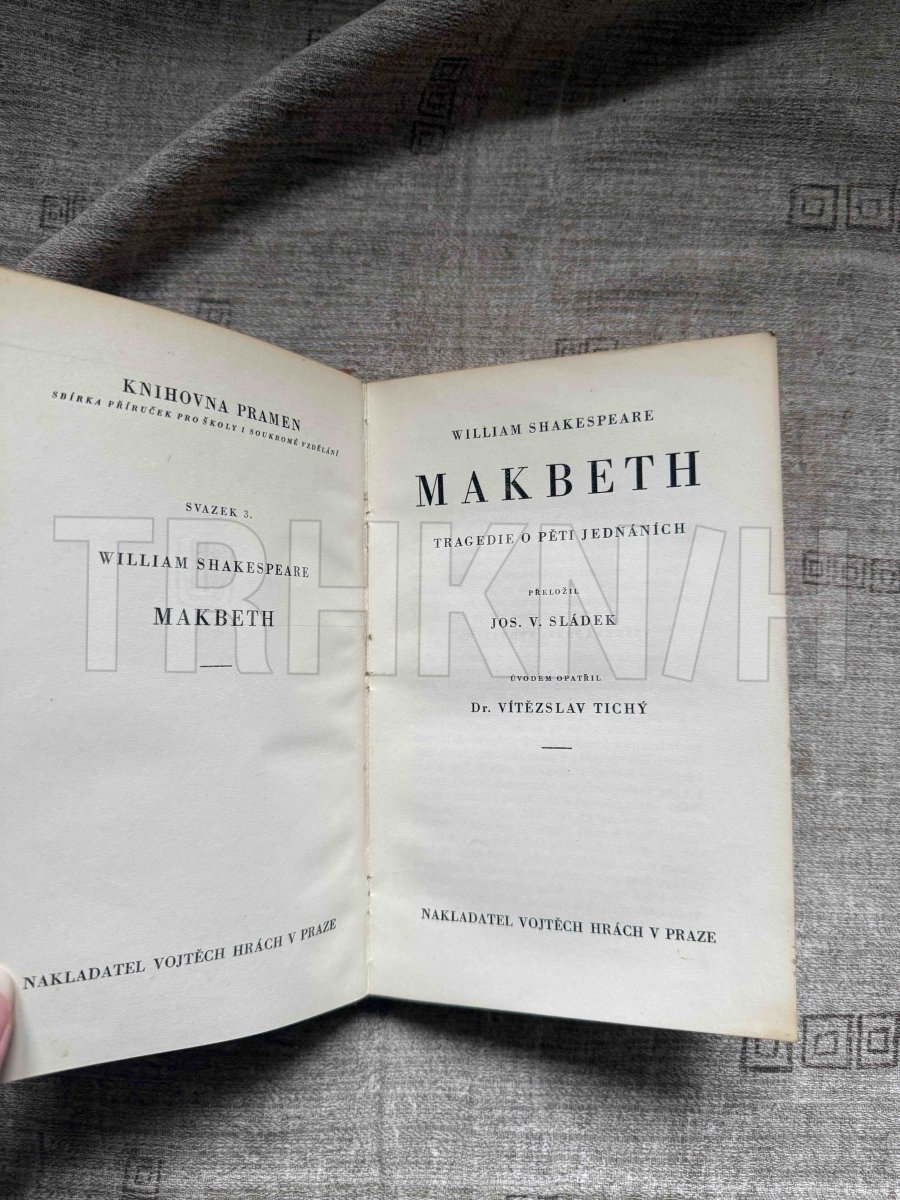 KNIHOVNA PRAMEN
SBÍRKA PŘÍRUČEK PRO ŠKOLY I SOUKROMÉ VZDĚLÁNÍ
SVAZEK 3.
WILLIAM SHAKESPEARE
MAKBETH
NAKLADATEL VOJTĚCH HRÁCH V PRAZE
WILLIAM SHAKESPEARE
MAKBETH
TRAGEDIE O PĚTI JEDNÁNÍCH
PŘELOŽIL
JOS. V. SLÁDEK
ÚVODEM OPATŘIL
Dr. VÍTĚZSLAV TICHÝ
NAKLADATEL VOJTĚCH HRÁCH V PRAZE
TRHKNIH